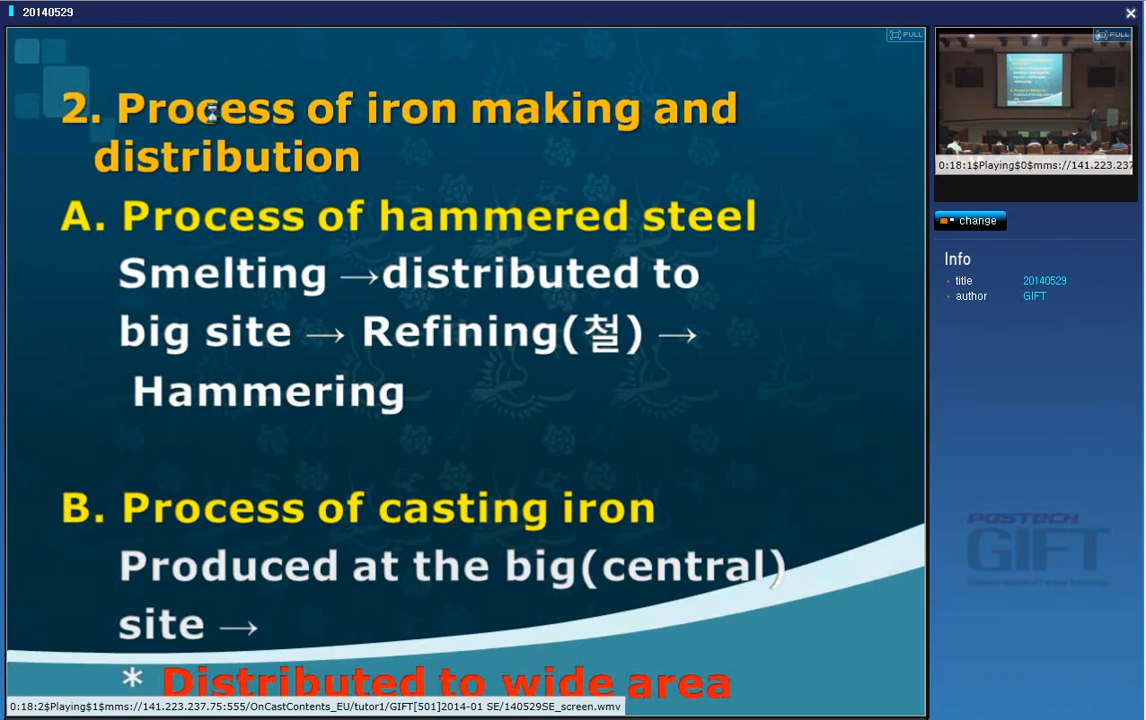 20140529
FULL
FULL
2. Process of iron making and
distribution
A. Process of hammered steel
Smelting →distributed to
big site → Refining(철) →
Hammering
B. Process of casting iron
Produced at the big(central)
site →
* Distributed to wide area
0:18:2$Playing$1$mms://141.223.237.75:555/OnCastContents_EU/tutor1/GIFT[501]2014-01 SE/140529SE_screen.wmv
0:18:1$Playing$0$mms://141.223.237
change
Info
title 20140529
author GIFT
POSTECH
GIFT